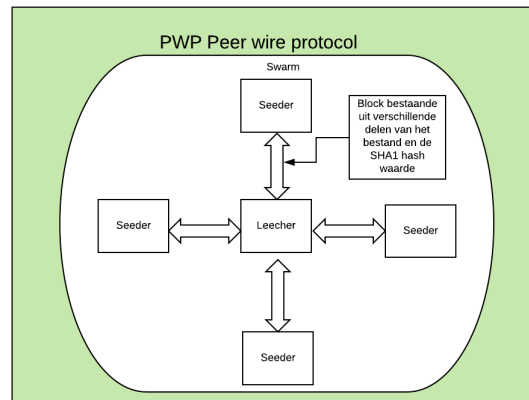 PWP Peer wire protocol
Swarm
Seeder
Block bestaande
uit verschillende
delen van het
bestand en de
SHA1 hash
waarde
Seeder
Leecher
Seeder
Seeder